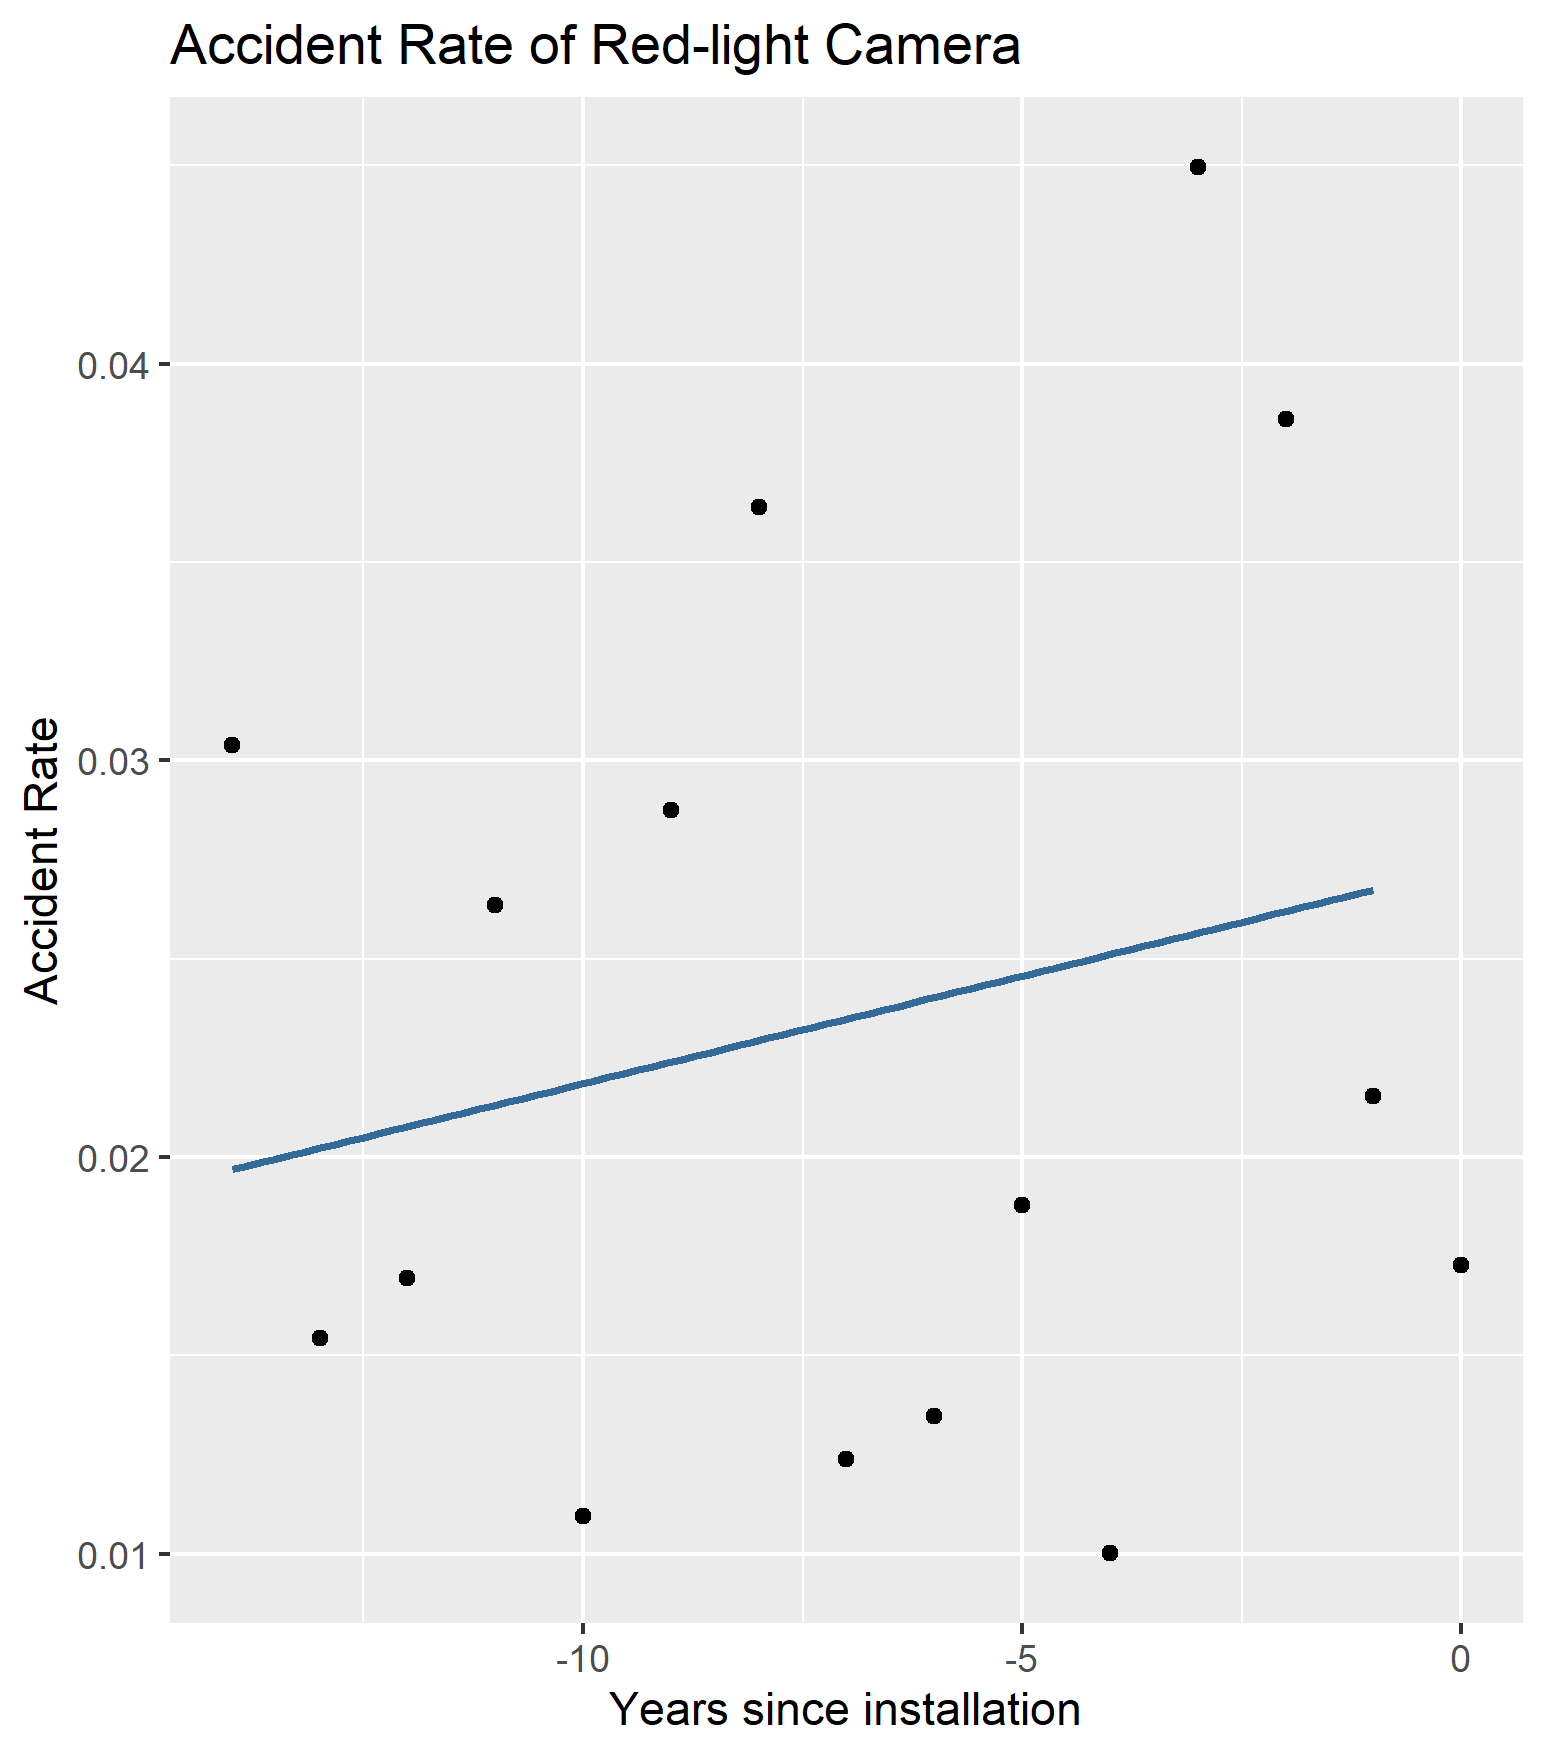 Accident Rate of Red-light Camera
Accident Rate
0.04
0.03
0.02
0.01
-10
-5
0
Years since installation